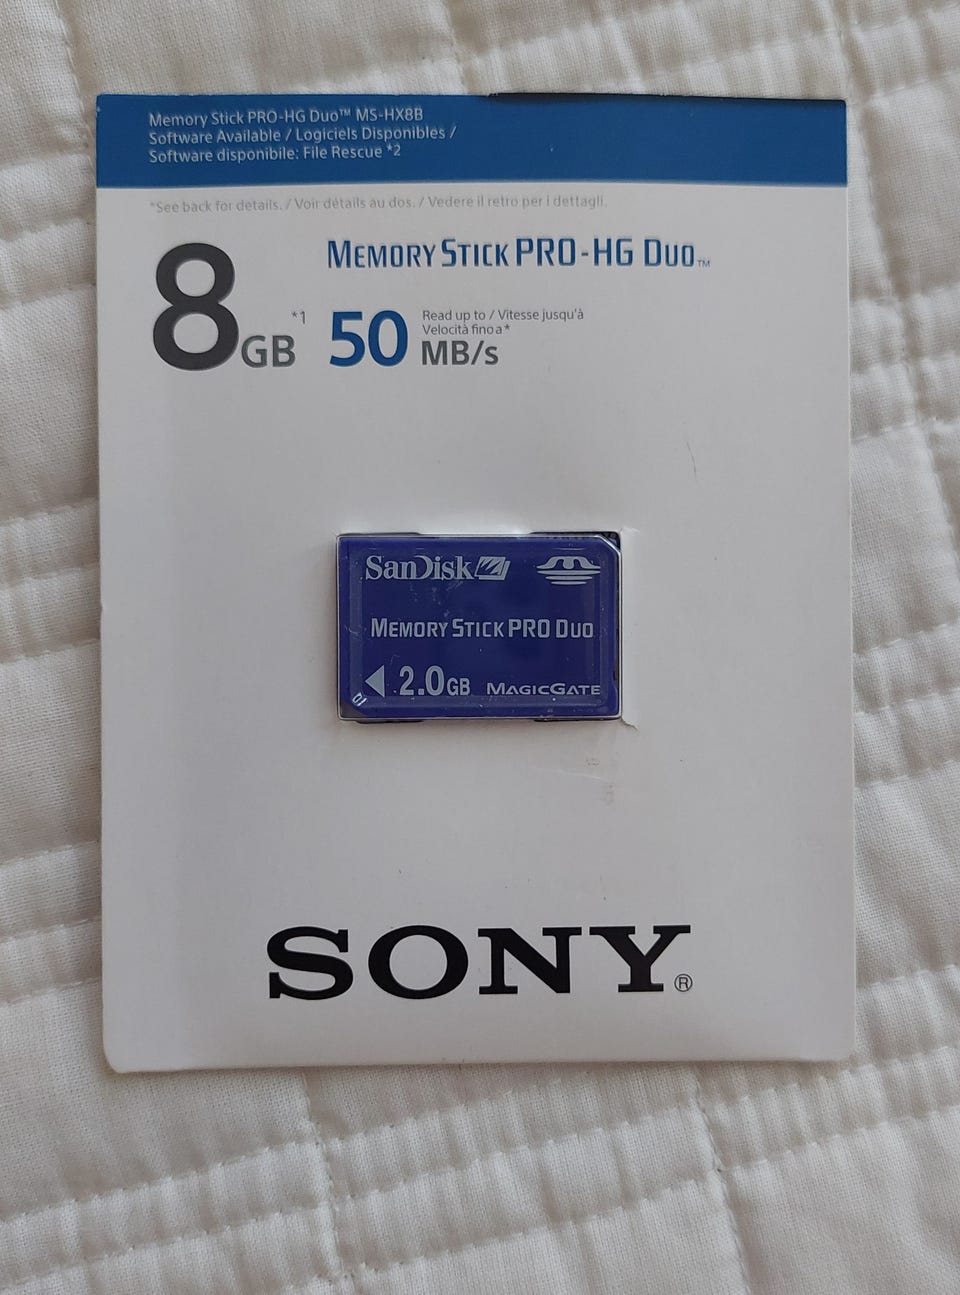 Memory Stick PRO-HG Duo™ MS-HX8B
Software Available / Logiciels Disponibles /
Software disponibile: File Rescue *2
*See back for details. / Voir détails au dos. / Vedere il retro per i dettagli.
MEMORY STICK PRO-HG DUO™
8GB *1
50 Read up to / Vitesse jusqu'à
Velocità fino a*
MB/s
SanDisk
MEMORY STICK PRO DUO
2.0GB MAGICGATE
SONY®